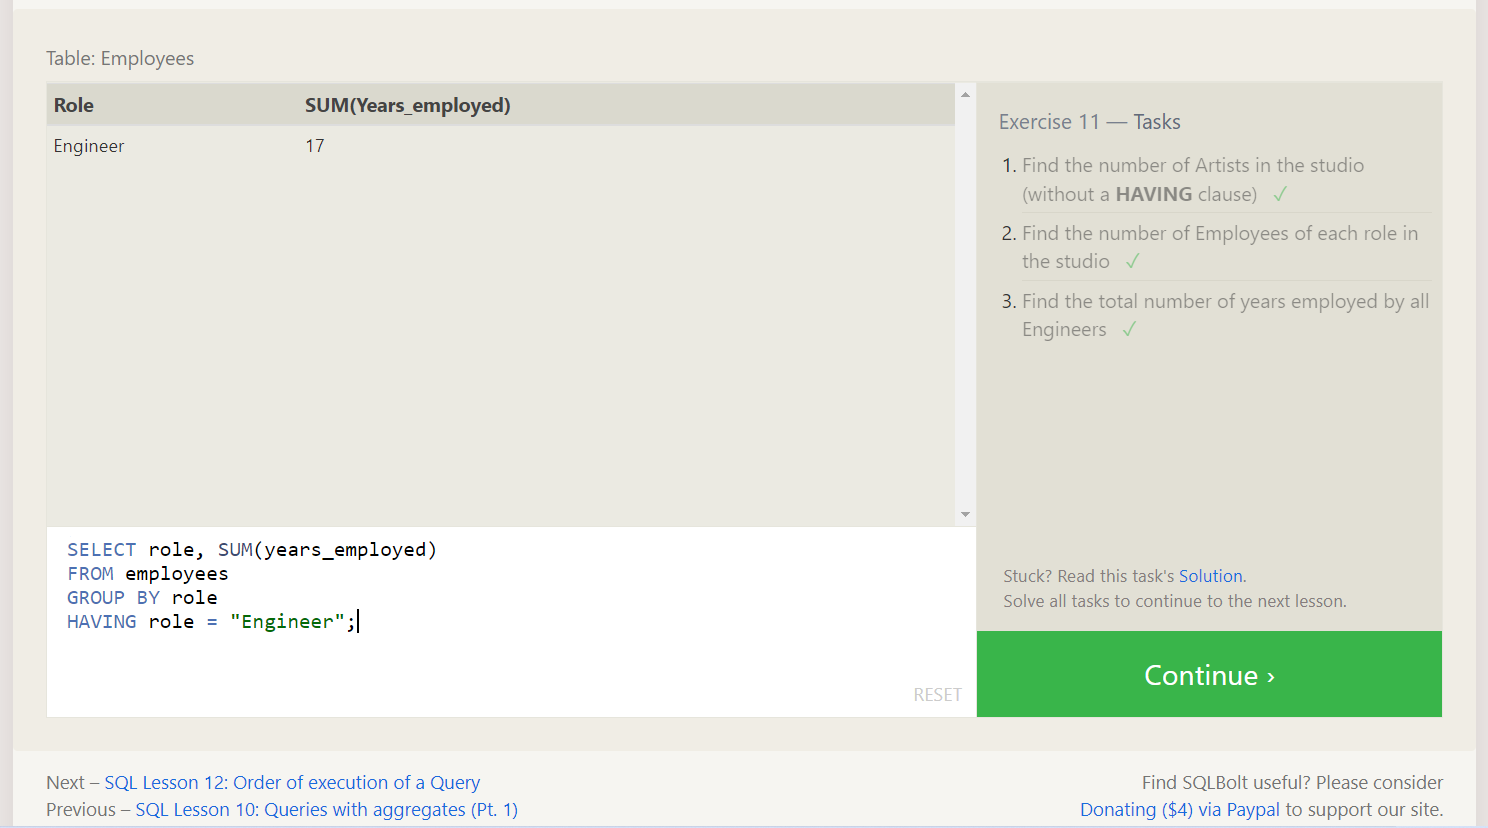 Table: Employees
Role SUM(Years_employed)
Engineer 17
Exercise 11 — Tasks
1. Find the number of Artists in the studio
(without a HAVING clause) ✓
2. Find the number of Employees of each role in
the studio ✓
3. Find the total number of years employed by all
Engineers ✓
SELECT role, SUM(years_employed)
FROM employees
GROUP BY role
HAVING role = "Engineer";
RESET
Stuck? Read this task's Solution.
Solve all tasks to continue to the next lesson.
Continue ›
Next – SQL Lesson 12: Order of execution of a Query
Previous – SQL Lesson 10: Queries with aggregates (Pt. 1)
Find SQLBolt useful? Please consider
Donating ($4) via Paypal to support our site.